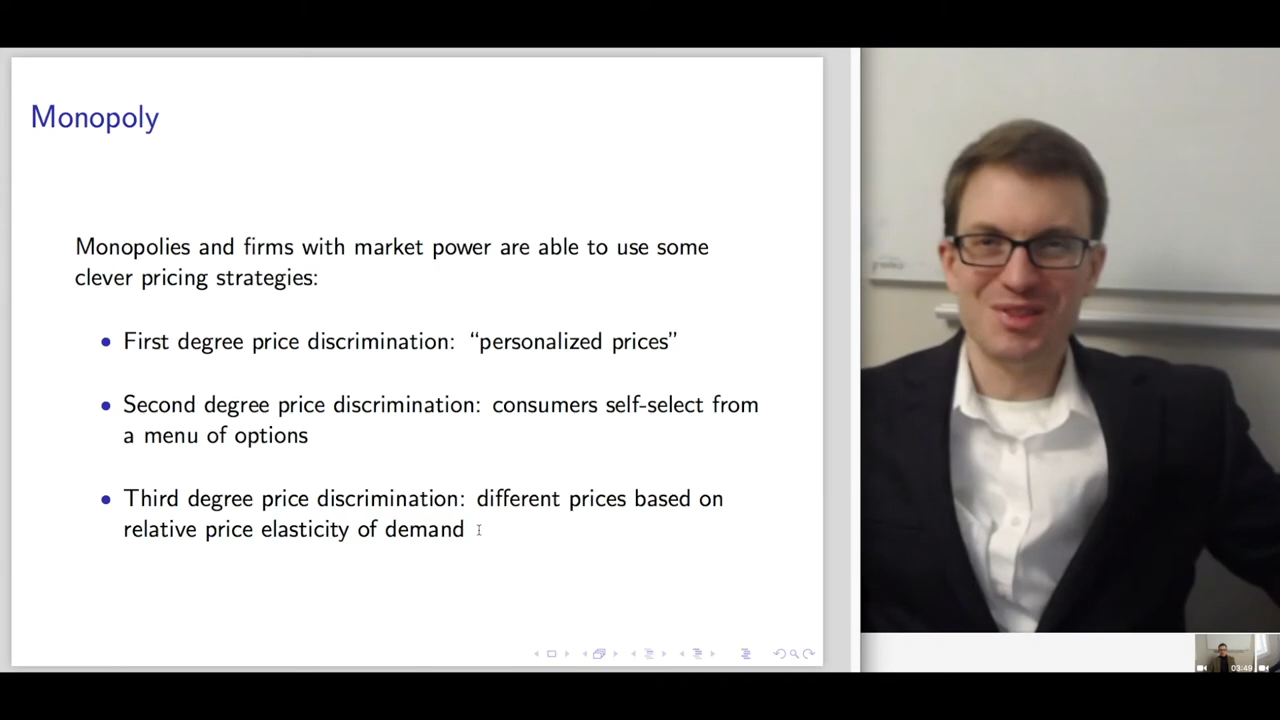 Monopoly
Monopolies and firms with market power are able to use some
clever pricing strategies:
• First degree price discrimination: “personalized prices”
• Second degree price discrimination: consumers self-select from
a menu of options
• Third degree price discrimination: different prices based on
relative price elasticity of demand
03:49